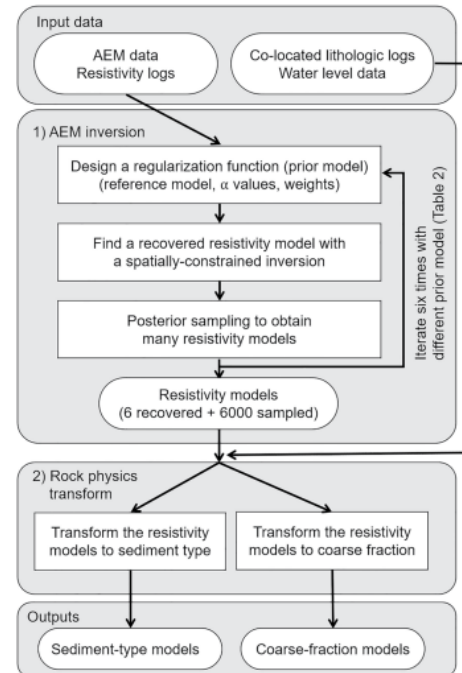 Input data
AEM data
Resistivity logs
Co-located lithologic logs
Water level data
1) AEM inversion
Design a regularization function (prior model)
(reference model, α values, weights)
Find a recovered resistivity model with
a spatially-constrained inversion
Posterior sampling to obtain
many resistivity models
Iterate six times with
different prior model (Table 2)
Resistivity models
(6 recovered + 6000 sampled)
2) Rock physics
transform
Transform the resistivity
models to sediment type
Transform the resistivity
models to coarse fraction
Outputs
Sediment-type models
Coarse-fraction models